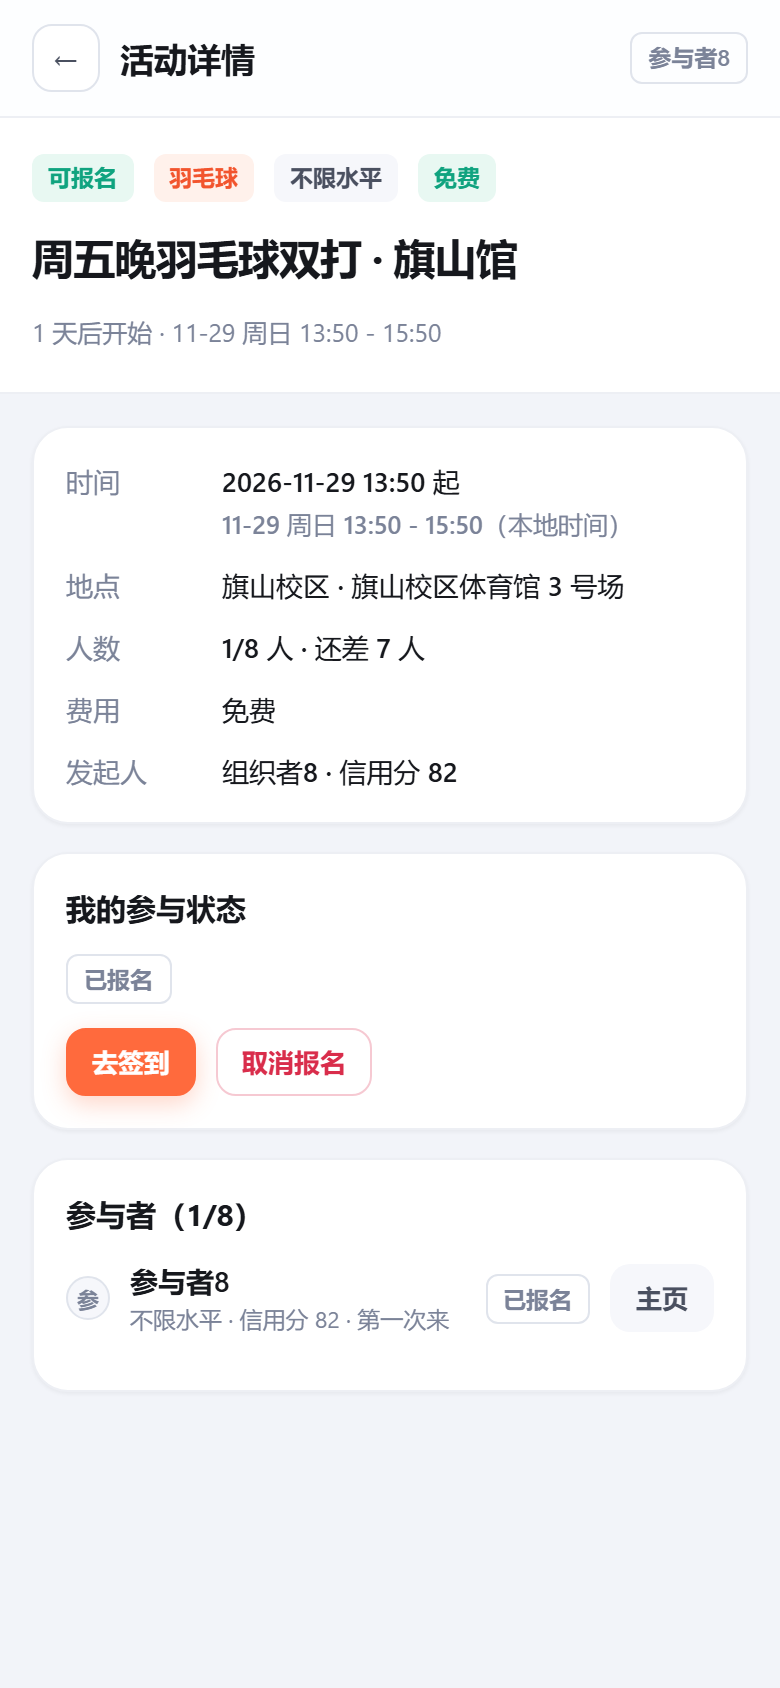 ← 活动详情 参与者8
可报名 羽毛球 不限水平 免费
周五晚羽毛球双打 · 旗山馆
1 天后开始 · 11-29 周日 13:50 - 15:50
时间 2026-11-29 13:50 起
11-29 周日 13:50 - 15:50（本地时间）
地点 旗山校区 · 旗山校区体育馆 3 号场
人数 1/8 人 · 还差 7 人
费用 免费
发起人 组织者8 · 信用分 82
我的参与状态
已报名
去签到 取消报名
参与者（1/8）
参 参与者8 已报名 主页
不限水平 · 信用分 82 · 第一次来